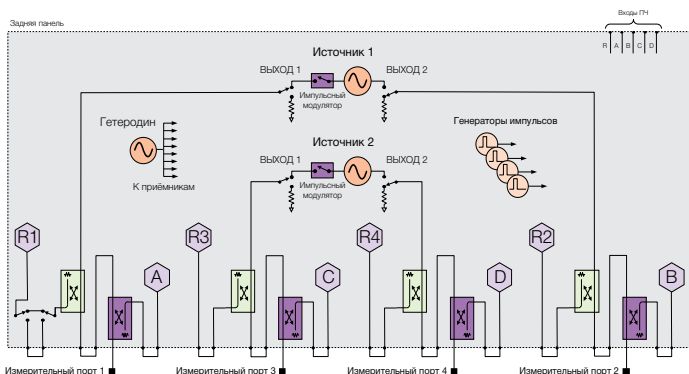 Входы ПЧ
Задняя панель
R A B C D
Источник 1
ВЫХОД 1
ВЫХОД 2
Импульсный
модулятор
Гетеродин
Генераторы импульсов
Источник 2
ВЫХОД 1
ВЫХОД 2
Импульсный
модулятор
К приёмникам
R1
A
R3
C
R4
D
R2
B
Измерительный порт 1
Измерительный порт 3
Измерительный порт 4
Измерительный порт 2